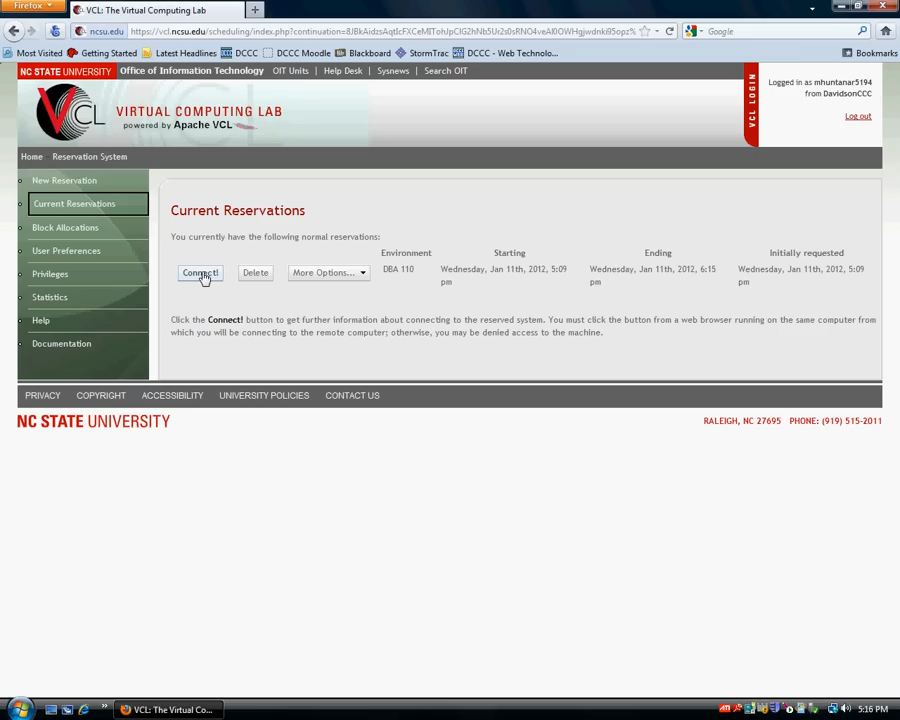 Firefox
VCL: The Virtual Computing Lab
ncsu.edu
Google
Most Visited Getting Started Latest Headlines DCCC DCCC Moodle Blackboard StormTrac DCCC - Web Technolo... Bookmarks
NC STATE UNIVERSITY Office of Information Technology OIT Units Help Desk Sysnews Search OIT
VCL
VIRTUAL COMPUTING LAB
powered by Apache VCL
VCL LOGIN
Logged in as mhuntanar5194
from DavidsonCCC
Log out
Home Reservation System
New Reservation
Current Reservations
Block Allocations
User Preferences
Privileges
Statistics
Help
Documentation
Current Reservations
You currently have the following normal reservations:
Environment Starting Ending Initially requested
Connect! Delete More Options... DBA 110 Wednesday, Jan 11th, 2012, 5:09 Wednesday, Jan 11th, 2012, 6:15 Wednesday, Jan 11th, 2012, 5:09
pm pm pm
Click the Connect! button to get further information about connecting to the reserved system. You must click the button from a web browser running on the same computer from
which you will be connecting to the remote computer; otherwise, you may be denied access to the machine.
PRIVACY COPYRIGHT ACCESSIBILITY UNIVERSITY POLICIES CONTACT US
NC STATE UNIVERSITY RALEIGH, NC 27695 PHONE: (919) 515-2011
VCL: The Virtual Co... 5:16 PM